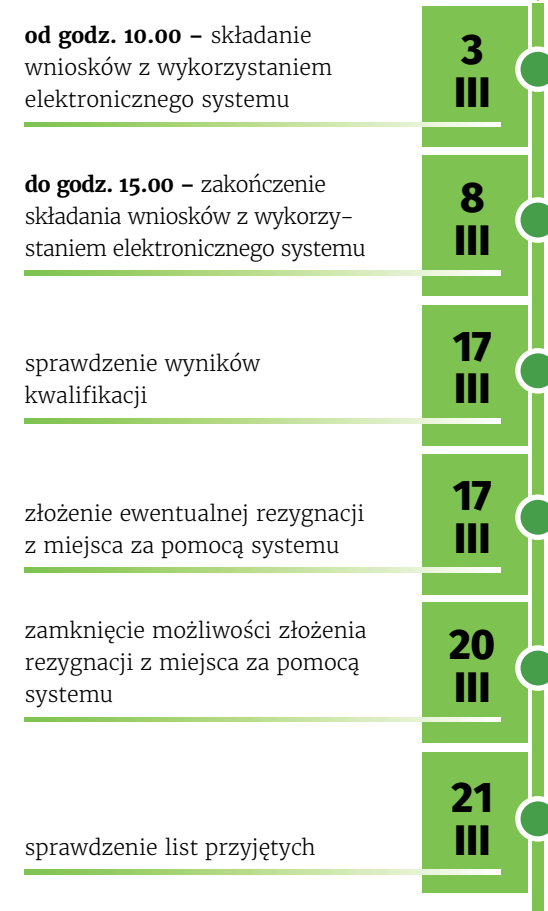 od godz. 10.00 – składanie
wniosków z wykorzystaniem
elektronicznego systemu
3
III
do godz. 15.00 – zakończenie
składania wniosków z wykorzy-
staniem elektronicznego systemu
8
III
sprawdzenie wyników
kwalifikacji
17
III
złożenie ewentualnej rezygnacji
z miejsca za pomocą systemu
17
III
zamknięcie możliwości złożenia
rezygnacji z miejsca za pomocą
systemu
20
III
sprawdzenie list przyjętych
21
III